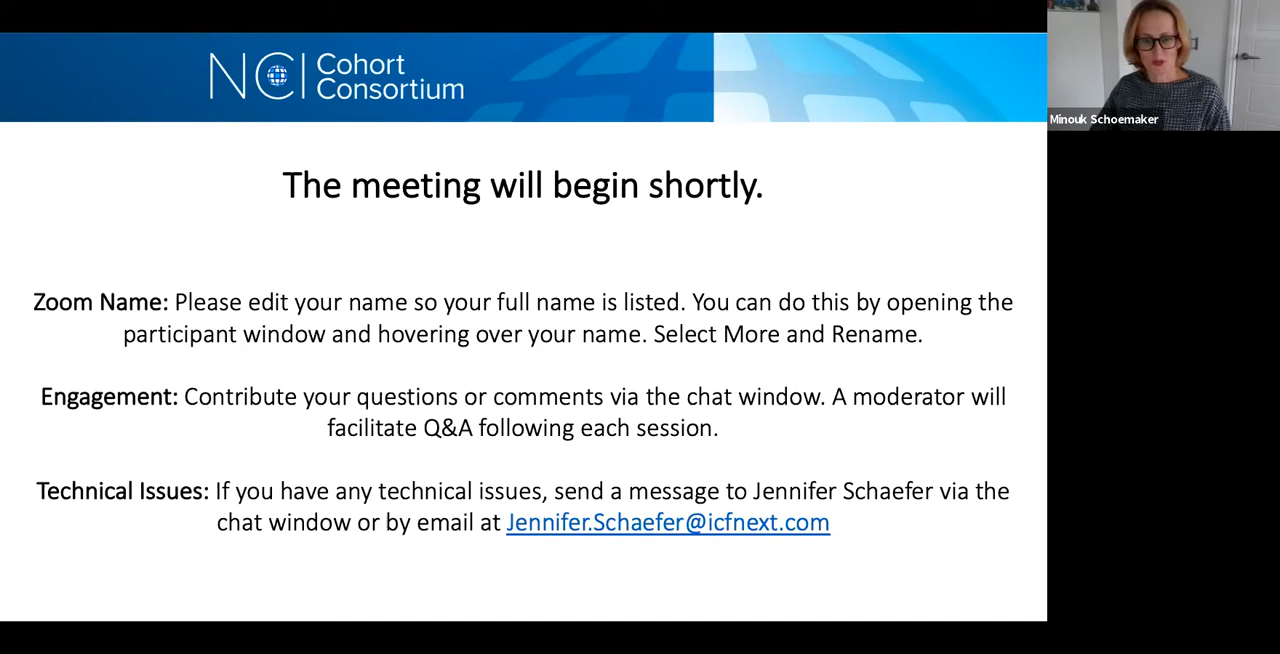 NCI Cohort
Consortium
Minouk Schoemaker
The meeting will begin shortly.
Zoom Name: Please edit your name so your full name is listed. You can do this by opening the
participant window and hovering over your name. Select More and Rename.
Engagement: Contribute your questions or comments via the chat window. A moderator will
facilitate Q&A following each session.
Technical Issues: If you have any technical issues, send a message to Jennifer Schaefer via the
chat window or by email at Jennifer.Schaefer@icfnext.com